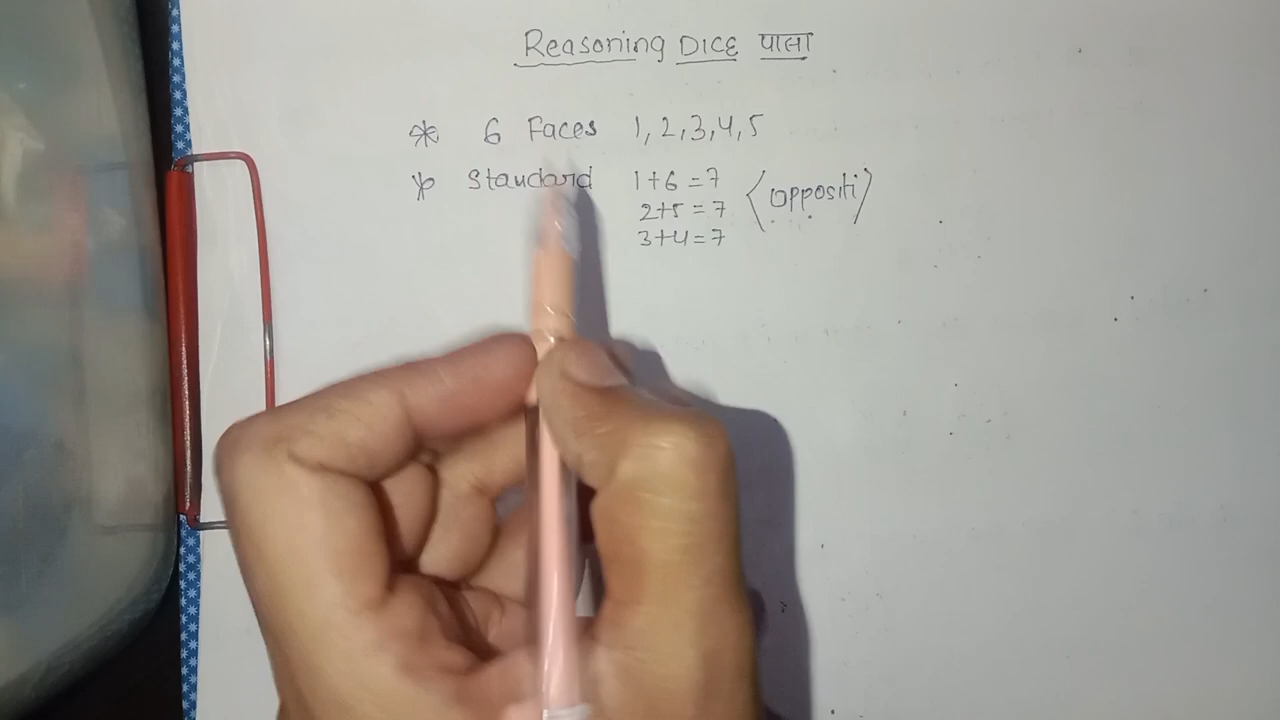 Reasoning DICE पासा
* 6 Faces 1,2,3,4,5
* Standard 1+6=7
2+5=7 <oppositi>
3+4=7